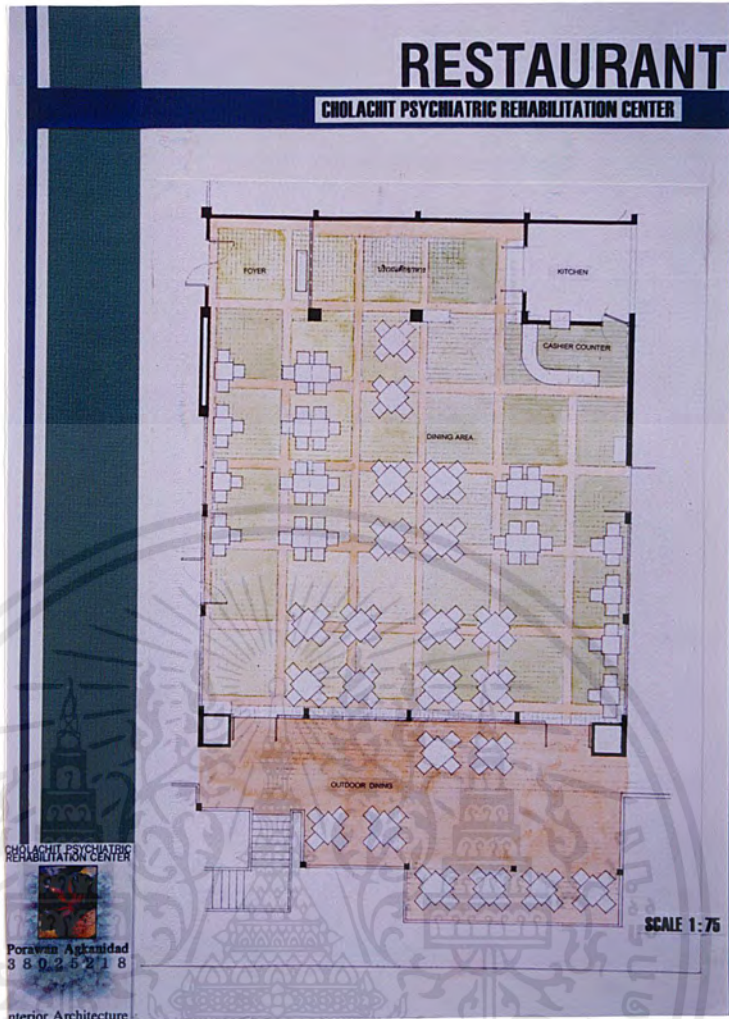 RESTAURANT
CHOLACHIT PSYCHIATRIC REHABILITATION CENTER
FOYER
KITCHEN
CASHIER COUNTER
DINING AREA
OUTDOOR DINING
CHOLACHIT PSYCHIATRIC
REHABILITATION CENTER
Porawan Agkanidad
38025218
nterior Architecture
SCALE 1:75